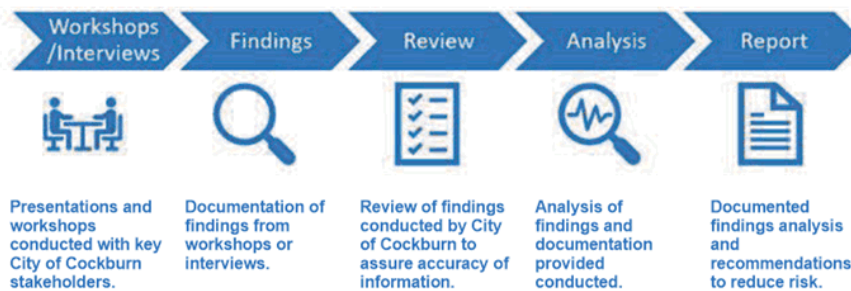 Workshops
/Interviews
Findings
Review
Analysis
Report
Presentations and
workshops
conducted with key
City of Cockburn
stakeholders.
Documentation of
findings from
workshops or
interviews.
Review of findings
conducted by City
of Cockburn to
assure accuracy of
information.
Analysis of
findings and
documentation
provided
conducted.
Documented
findings analysis
and
recommendations
to reduce risk.